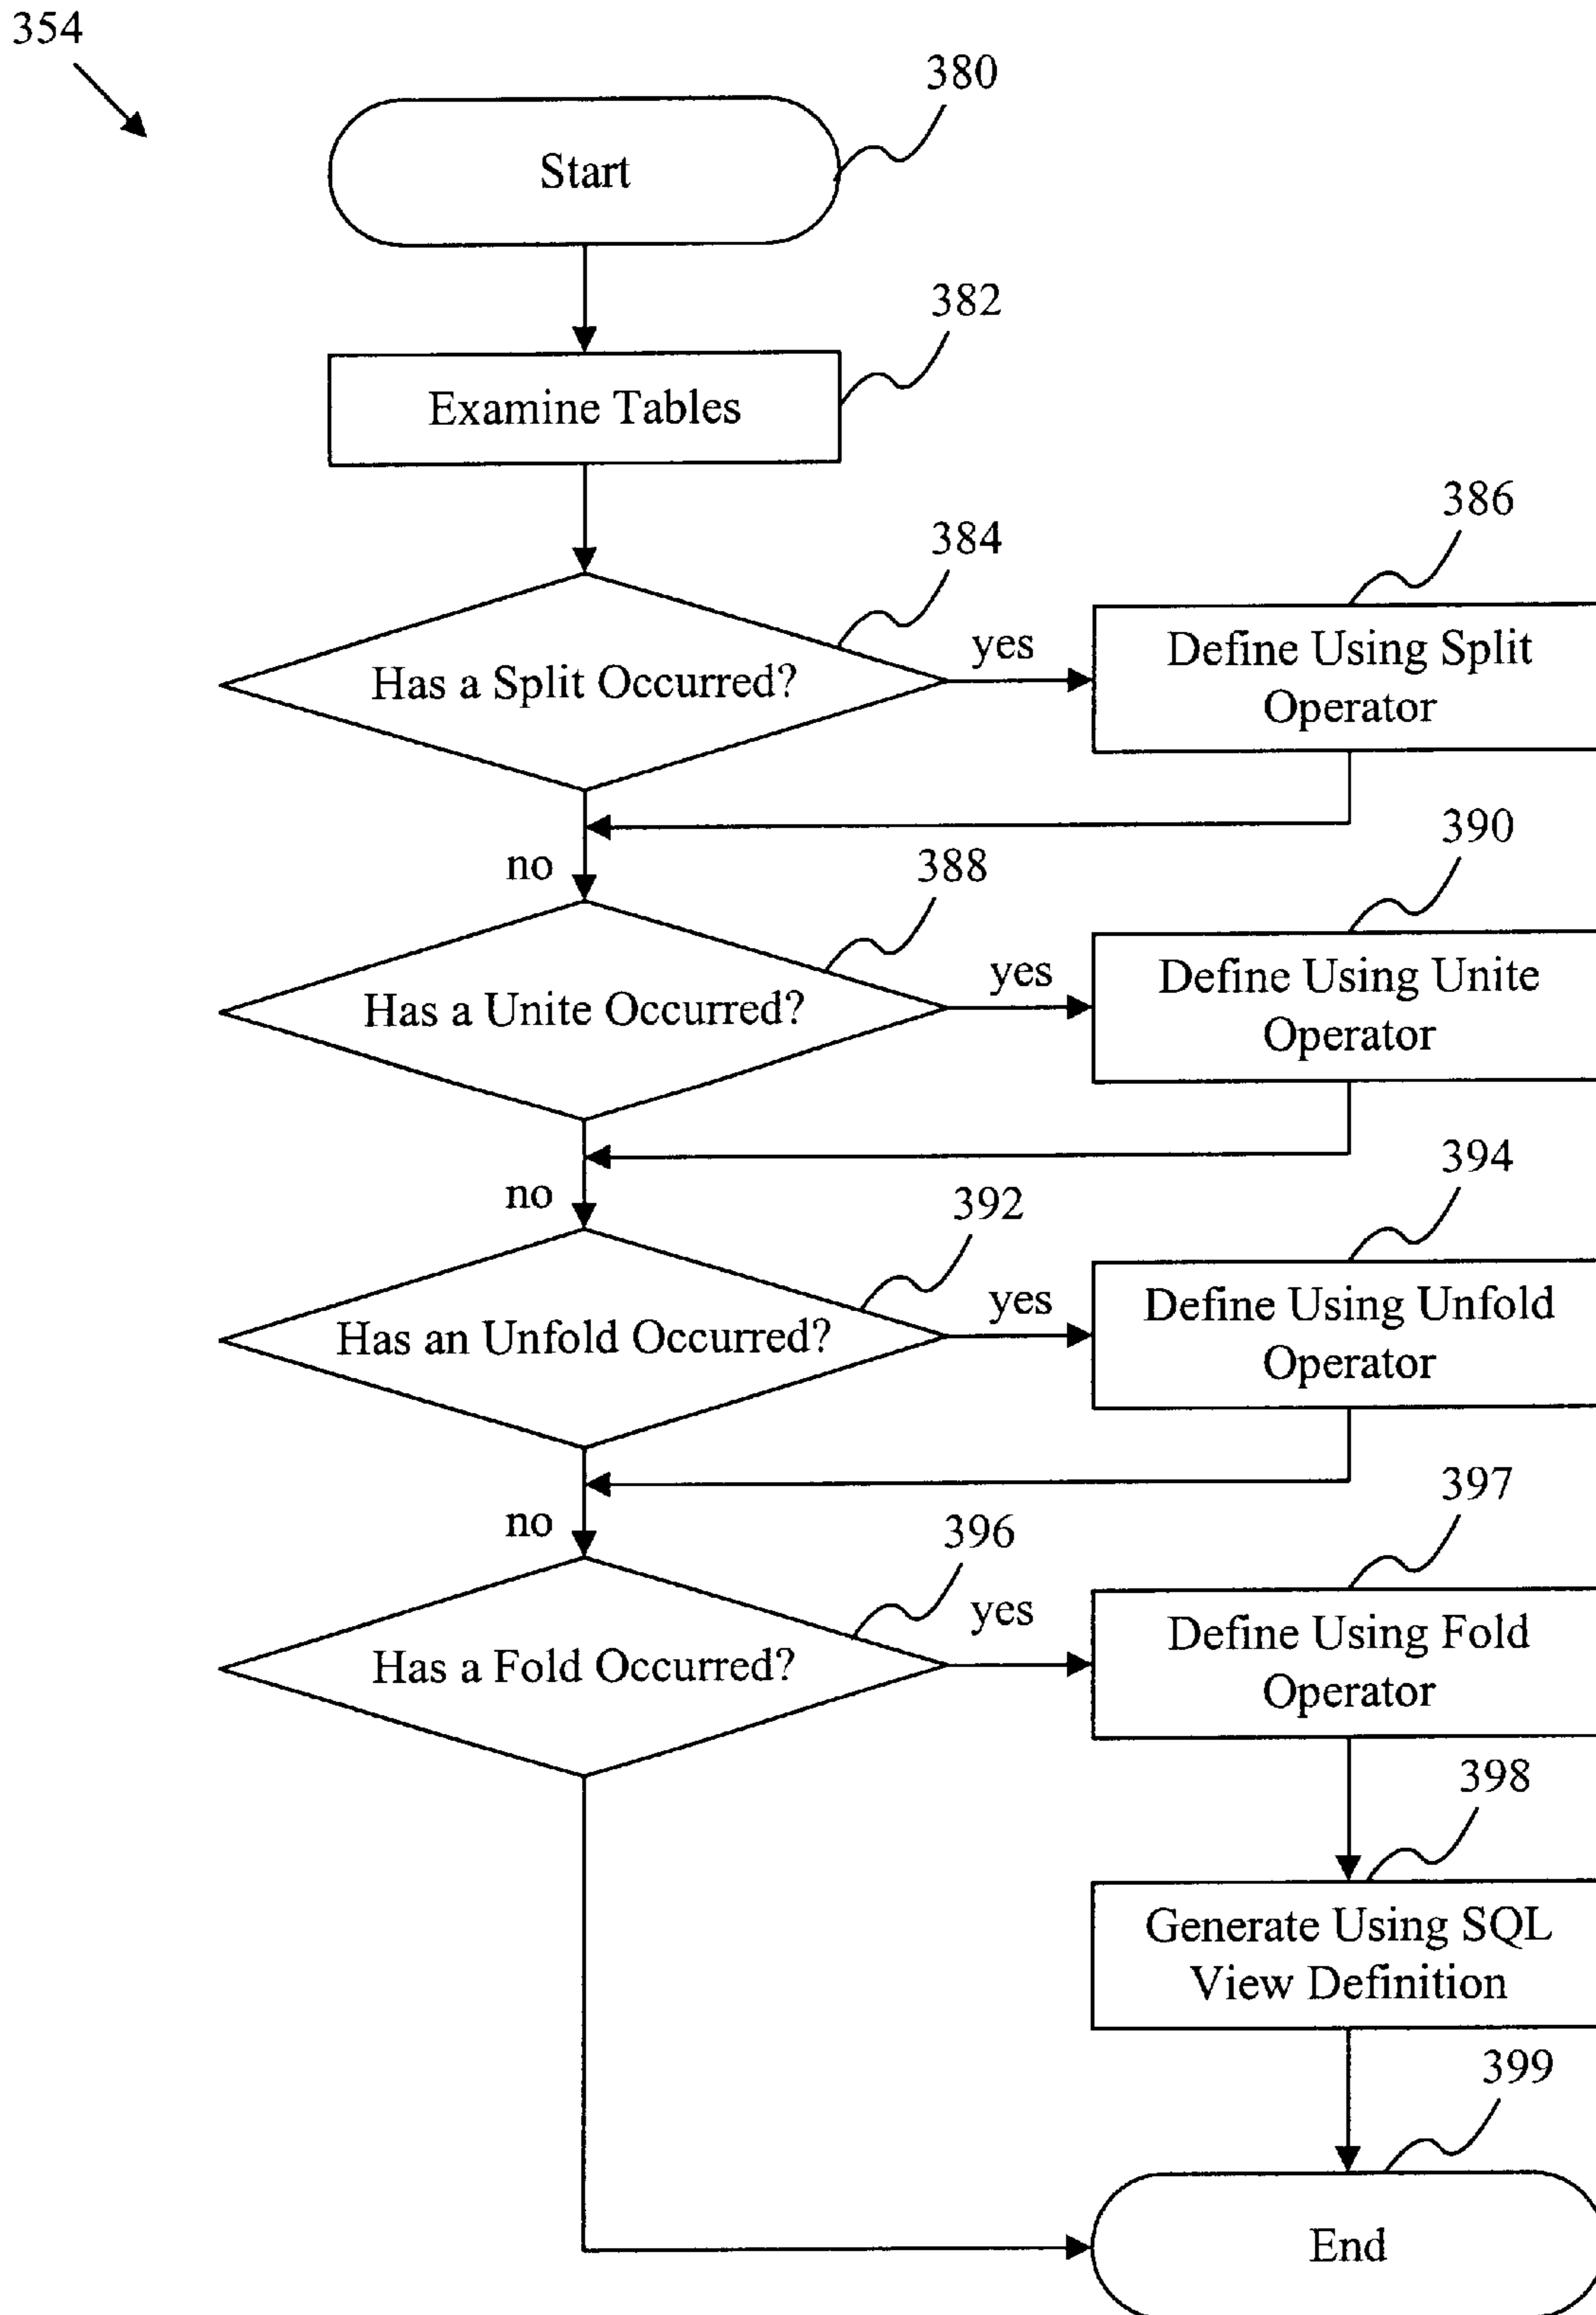 354
380
Start
382
Examine Tables
384
386
Has a Split Occurred?
yes
Define Using Split
Operator
no
388
390
Has a Unite Occurred?
yes
Define Using Unite
Operator
no
392
394
Has an Unfold Occurred?
yes
Define Using Unfold
Operator
no
396
397
Has a Fold Occurred?
yes
Define Using Fold
Operator
398
Generate Using SQL
View Definition
399
End